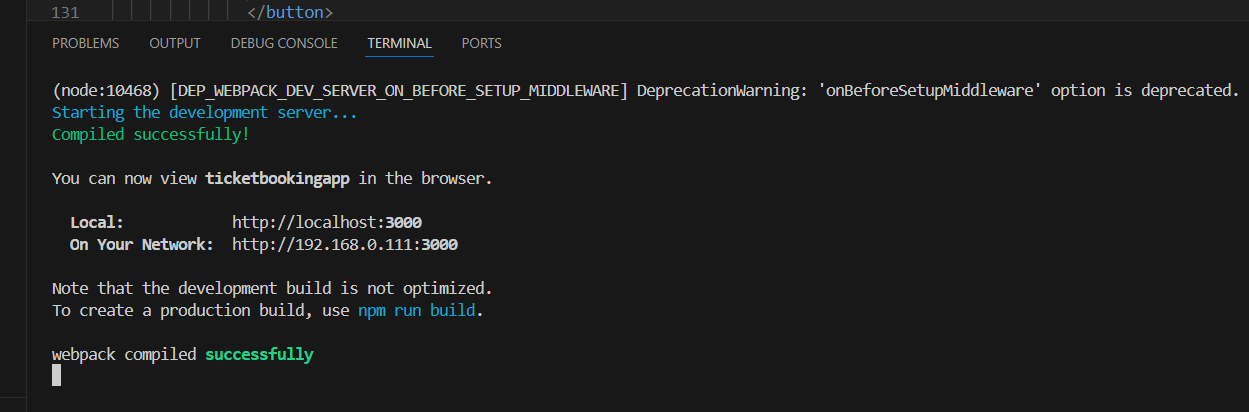 131 </button>
PROBLEMS OUTPUT DEBUG CONSOLE TERMINAL PORTS
(node:10468) [DEP_WEBPACK_DEV_SERVER_ON_BEFORE_SETUP_MIDDLEWARE] DeprecationWarning: 'onBeforeSetupMiddleware' option is deprecated.
Starting the development server...
Compiled successfully!
You can now view ticketbookingapp in the browser.
Local: http://localhost:3000
On Your Network: http://192.168.0.111:3000
Note that the development build is not optimized.
To create a production build, use npm run build.
webpack compiled successfully